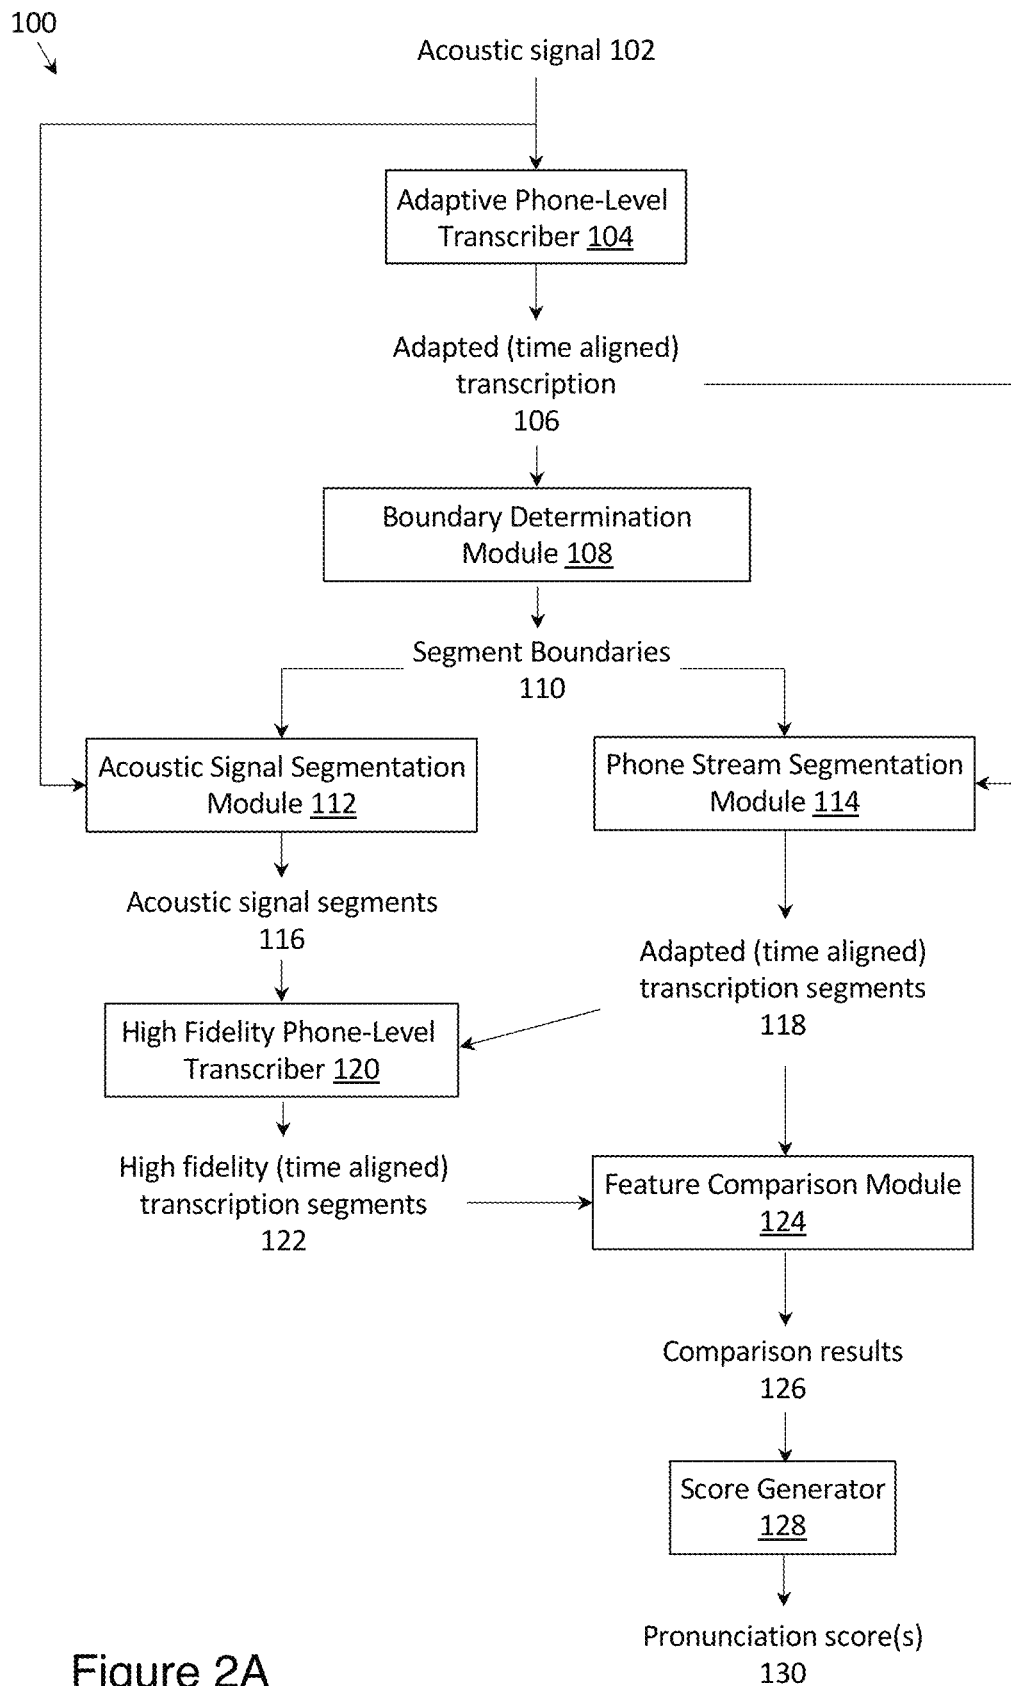 100
Acoustic signal 102
Adaptive Phone-Level
Transcriber 104
Adapted (time aligned)
transcription
106
Boundary Determination
Module 108
Segment Boundaries
110
Acoustic Signal Segmentation
Module 112
Phone Stream Segmentation
Module 114
Acoustic signal segments
116
Adapted (time aligned)
transcription segments
118
High Fidelity Phone-Level
Transcriber 120
High fidelity (time aligned)
transcription segments
122
Feature Comparison Module
124
Comparison results
126
Score Generator
128
Pronunciation score(s)
130
Figure 2A